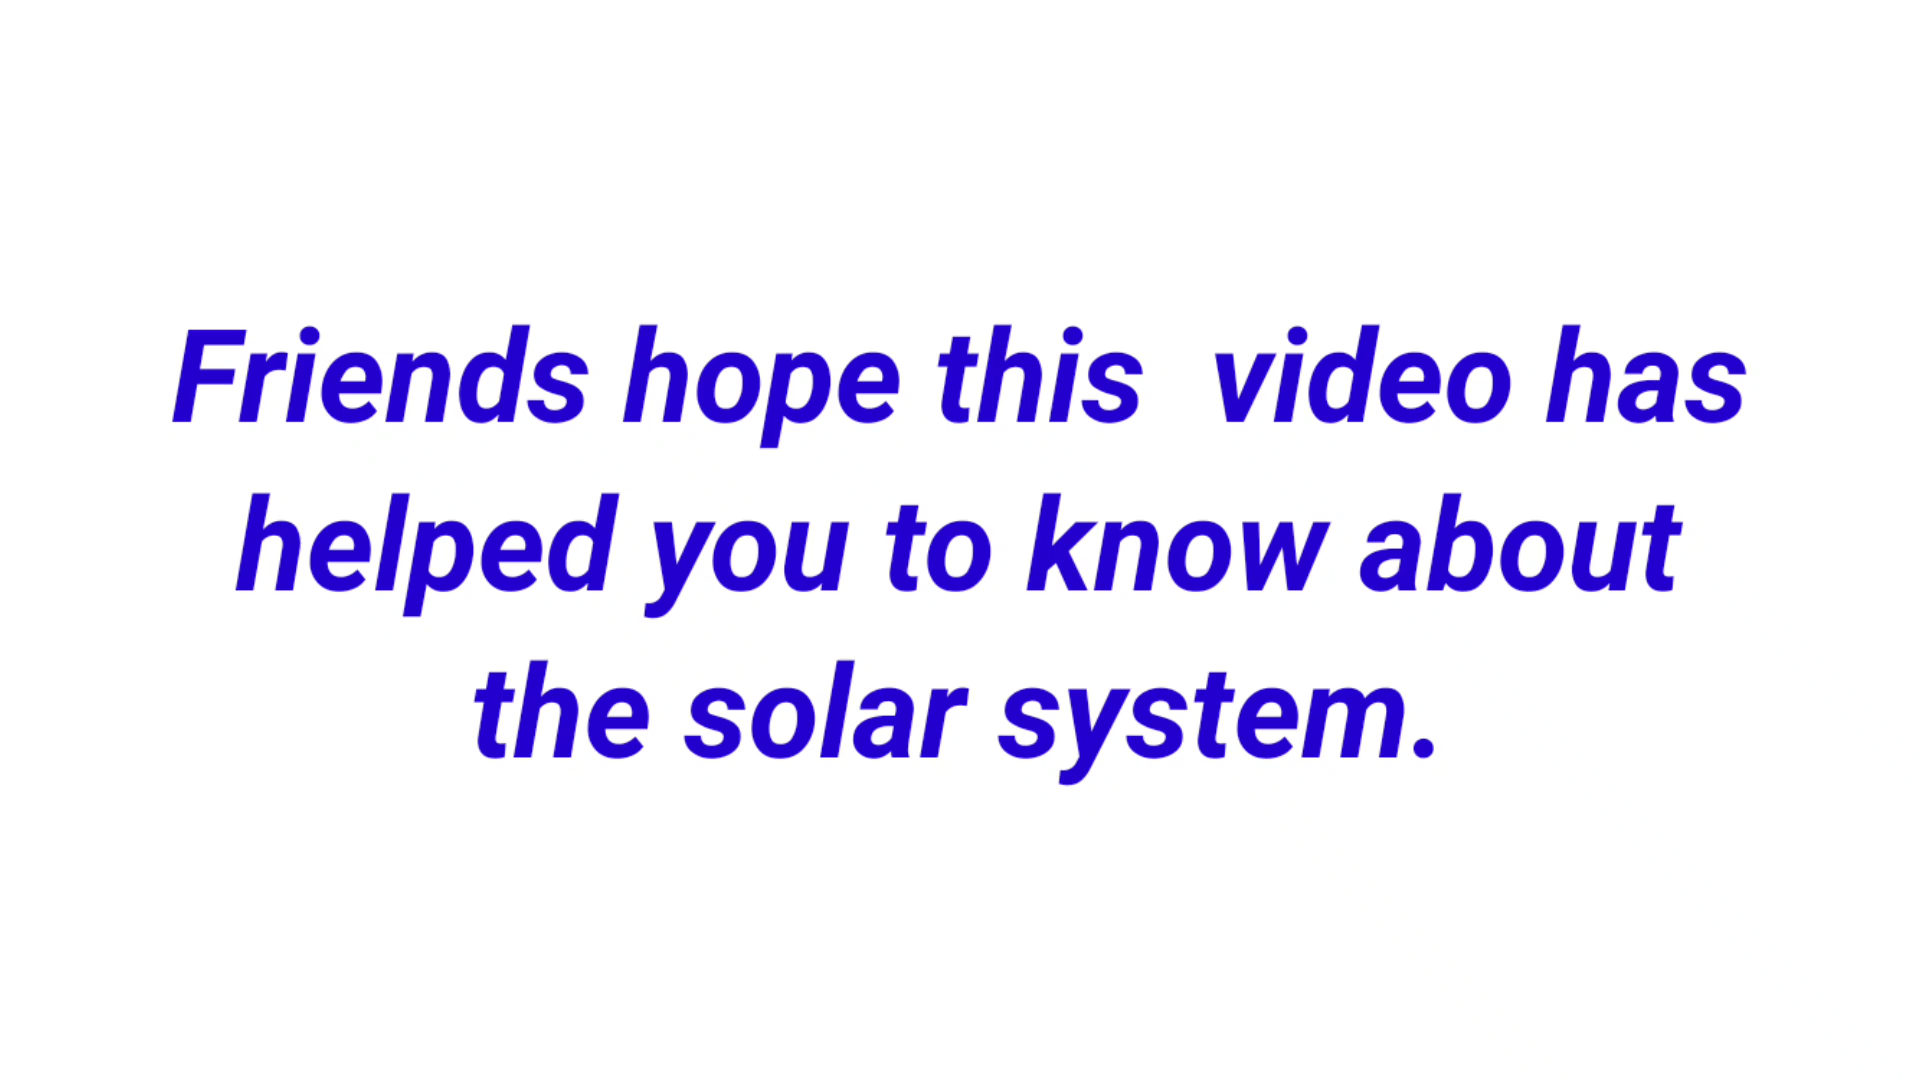 Friends hope this  video has
helped you to know about
the solar system.